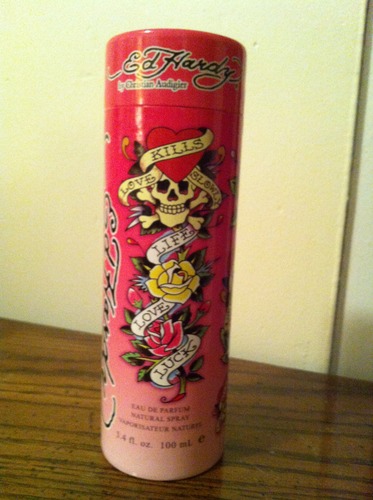 Ed Hardy
by Christian Audigier
LOVE KILLS SLOWLY
LIFE
LOVE
LUCK
EAU DE PARFUM
NATURAL SPRAY
VAPORISATEUR NATUREL
3.4 fl. oz. 100 mL e